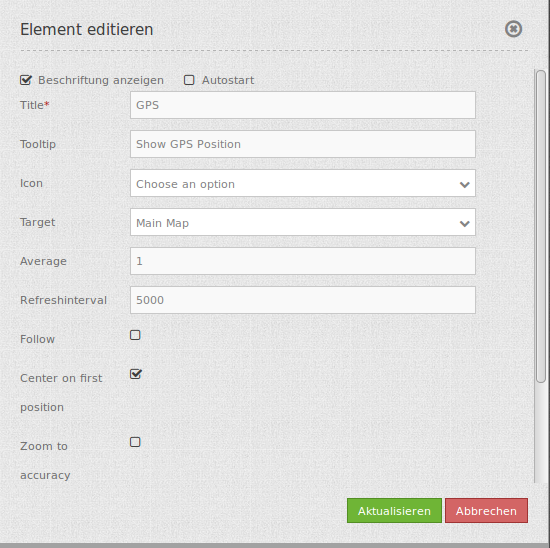 Element editieren
Beschriftung anzeigen Autostart
Title* GPS
Tooltip Show GPS Position
Icon Choose an option
Target Main Map
Average 1
Refreshinterval 5000
Follow
Center on first
position
Zoom to
accuracy
Aktualisieren Abbrechen